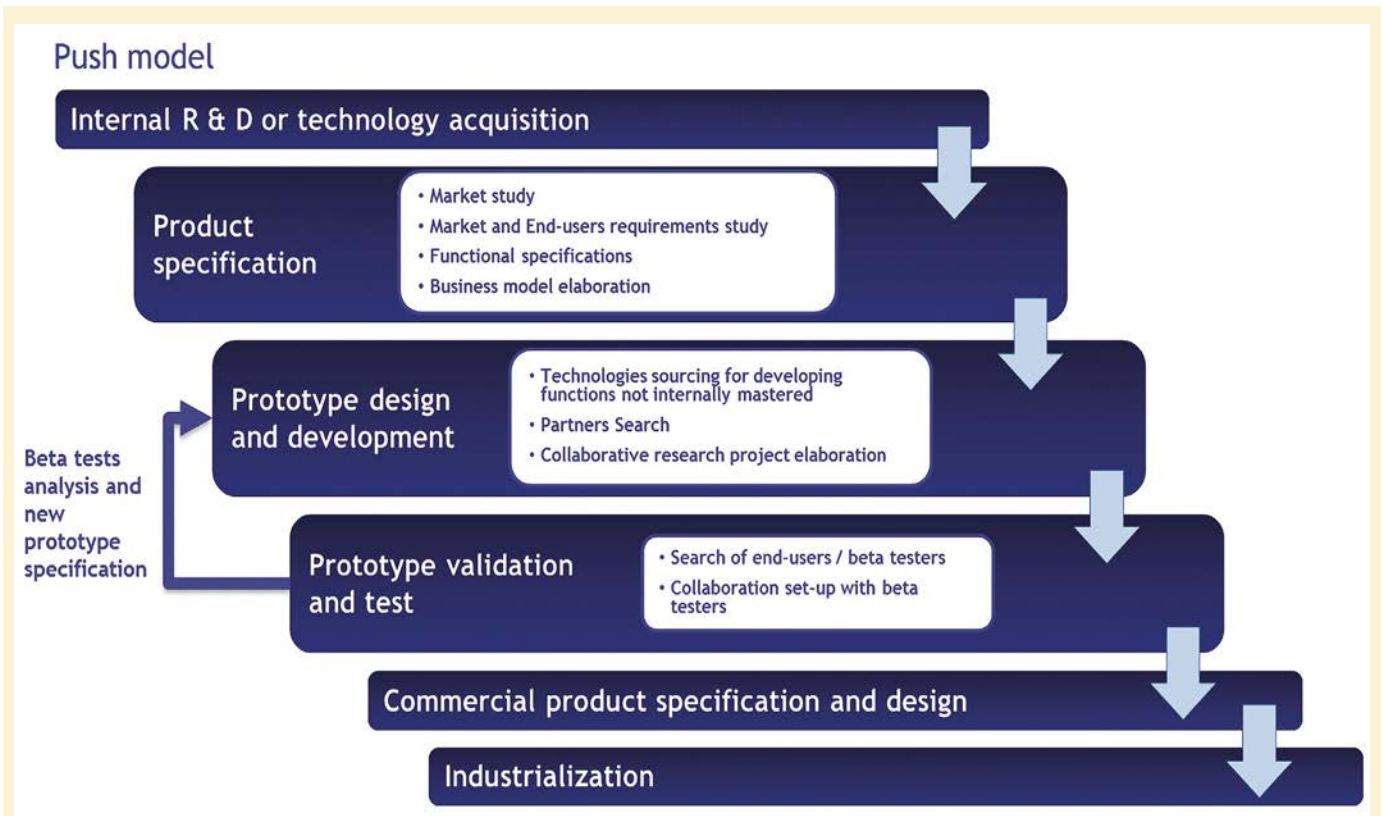 Push model
Internal R & D or technology acquisition
Product
specification
• Market study
• Market and End-users requirements study
• Functional specifications
• Business model elaboration
Prototype design
and development
• Technologies sourcing for developing
functions not internally mastered
• Partners Search
• Collaborative research project elaboration
Beta tests
analysis and
new
prototype
specification
Prototype validation
and test
• Search of end-users / beta testers
• Collaboration set-up with beta
testers
Commercial product specification and design
Industrialization